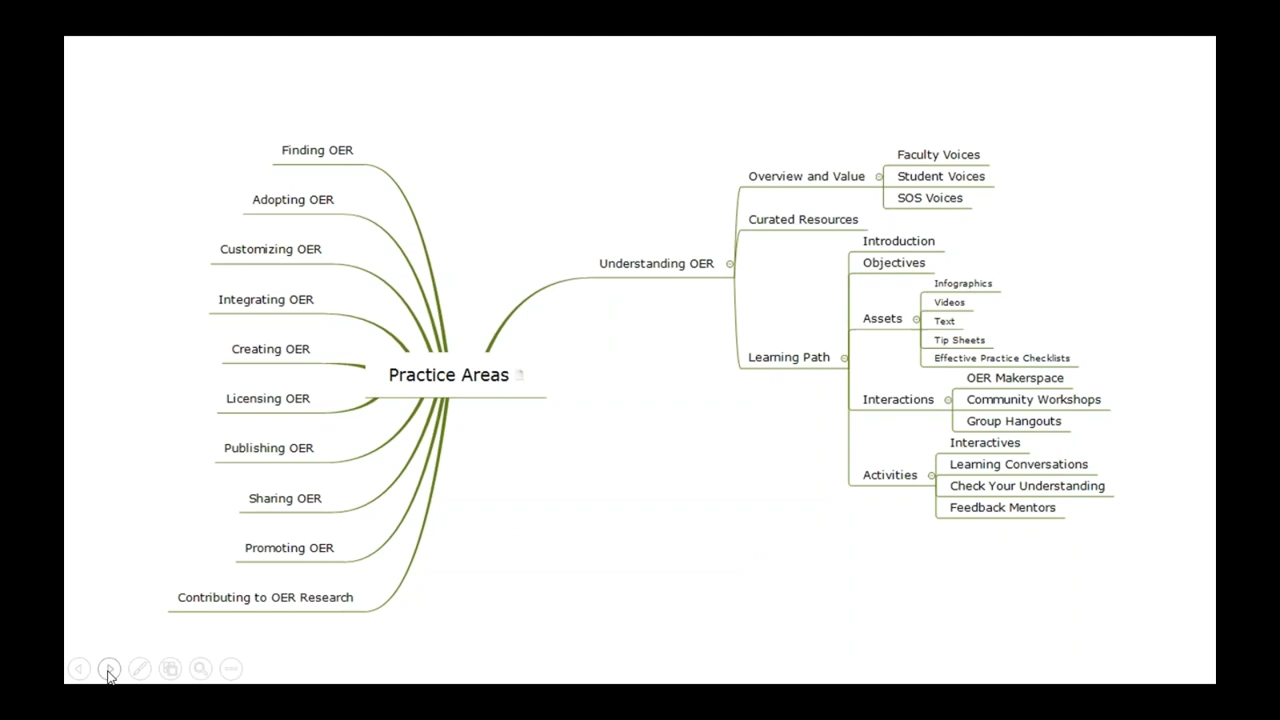 Finding OER
Adopting OER
Customizing OER
Integrating OER
Creating OER
Licensing OER
Publishing OER
Sharing OER
Promoting OER
Contributing to OER Research
Practice Areas
Understanding OER
Overview and Value
Faculty Voices
Student Voices
SOS Voices
Curated Resources
Learning Path
Introduction
Objectives
Assets
Infographics
Videos
Text
Tip Sheets
Effective Practice Checklists
Interactions
OER Makerspace
Community Workshops
Group Hangouts
Activities
Interactives
Learning Conversations
Check Your Understanding
Feedback Mentors